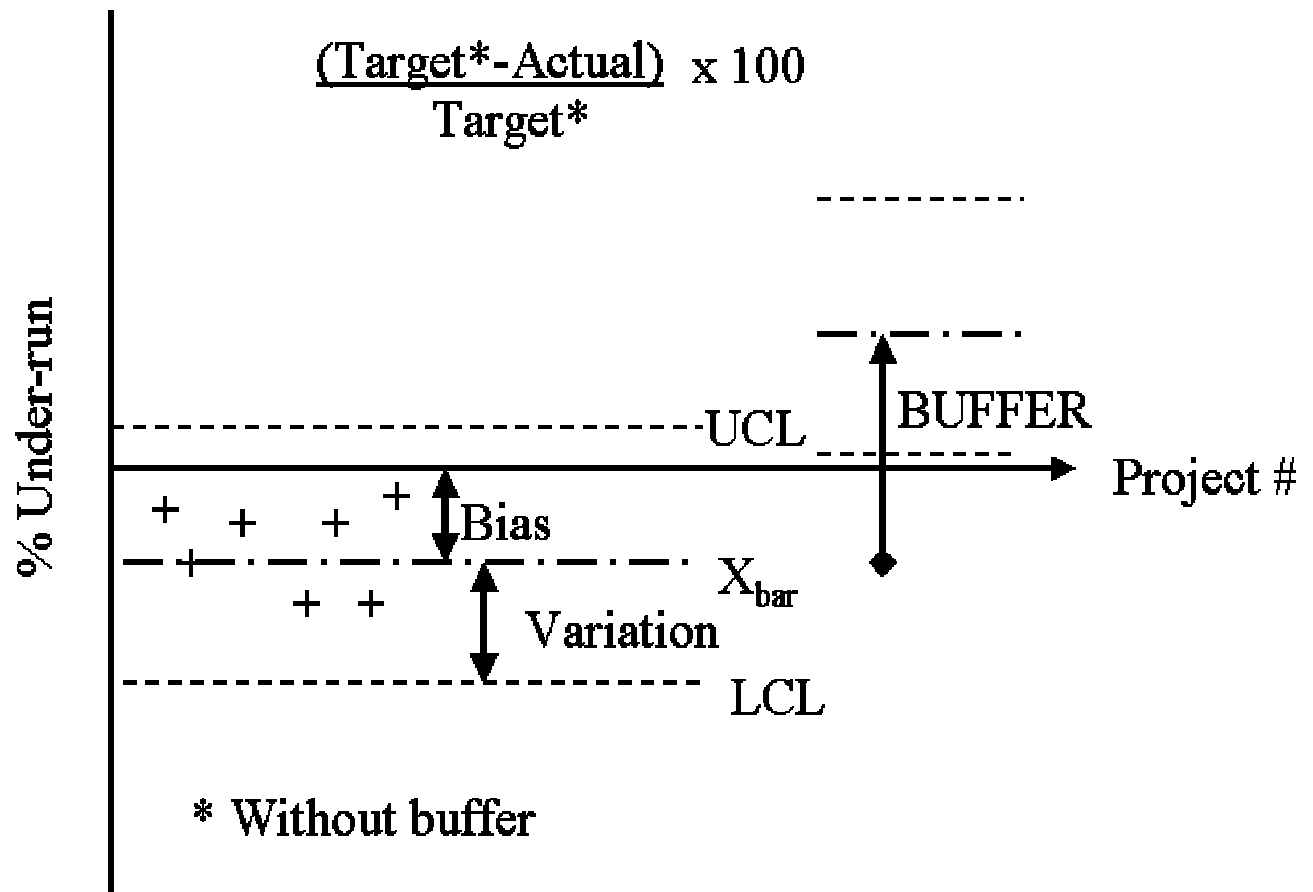 (Target*-Actual) x 100
Target*
% Under-run
UCL
BUFFER
Project #
Bias
Xbar
Variation
LCL
* Without buffer